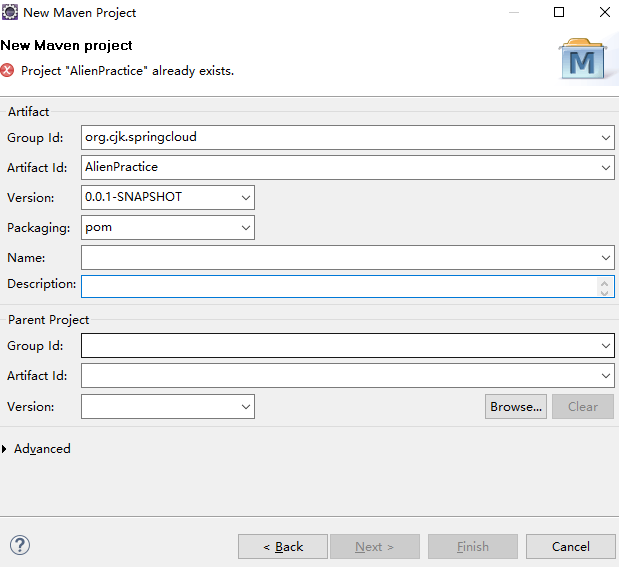 New Maven Project
New Maven project
Project "AlienPractice" already exists.
M
Artifact
Group Id: org.cjk.springcloud
Artifact Id: AlienPractice
Version: 0.0.1-SNAPSHOT
Packaging: pom
Name:
Description:
Parent Project
Group Id:
Artifact Id:
Version: Browse... Clear
Advanced
? < Back Next > Finish Cancel